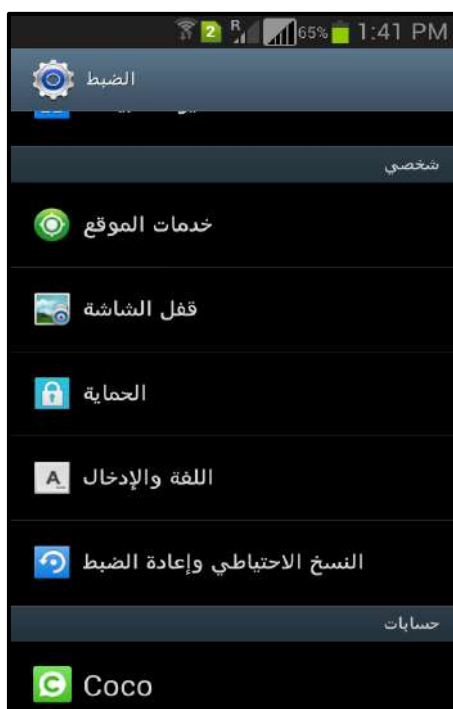 2 R 65% 1:41 PM
الضبط
شخصي
خدمات الموقع
قفل الشاشة
الحماية
اللغة والإدخال
A
النسخ الاحتياطي وإعادة الضبط
حسابات
Coco